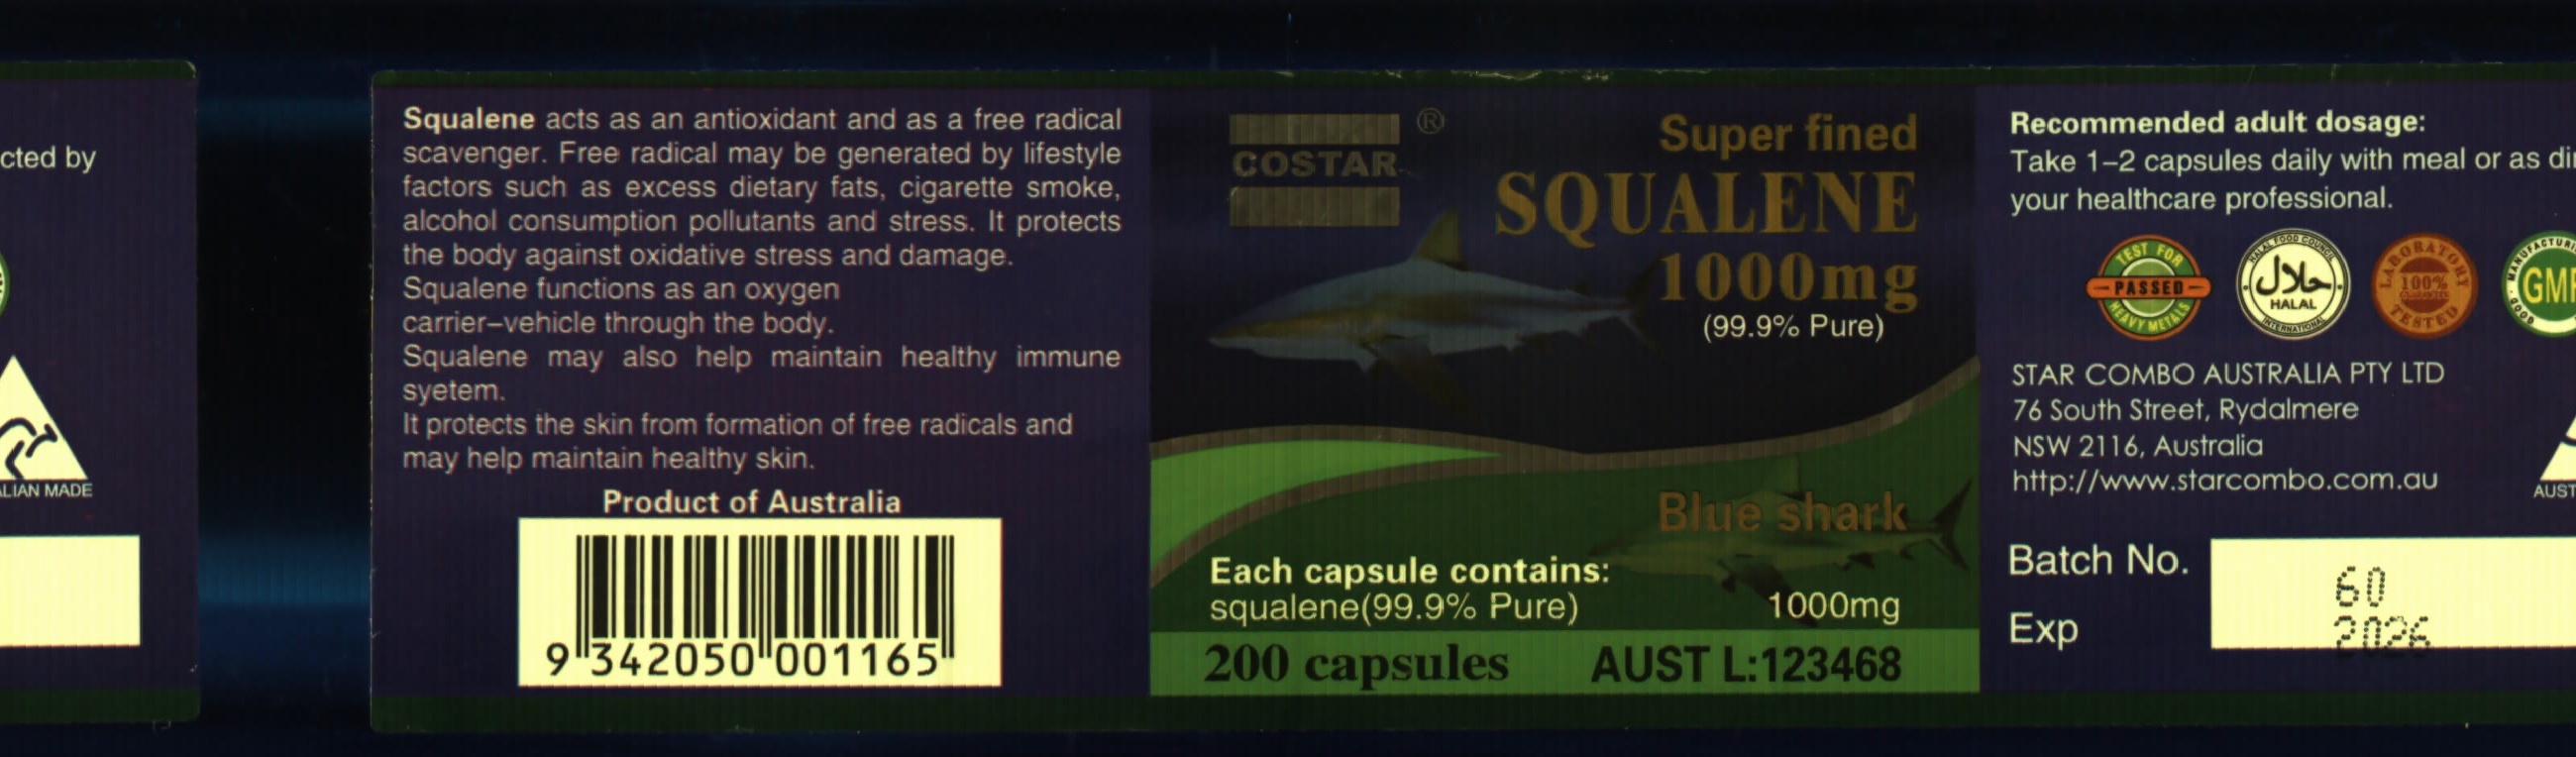 cted by
ALIAN MADE
Squalene acts as an antioxidant and as a free radical
scavenger. Free radical may be generated by lifestyle
factors such as excess dietary fats, cigarette smoke,
alcohol consumption pollutants and stress. It protects
the body against oxidative stress and damage.
Squalene functions as an oxygen
carrier–vehicle through the body.
Squalene may also help maintain healthy immune
syetem.
It protects the skin from formation of free radicals and
may help maintain healthy skin.
Product of Australia
9 342050 001165
COSTAR ®
Super fined
SQUALENE
1000mg
(99.9% Pure)
Blue shark
Each capsule contains:
squalene(99.9% Pure) 1000mg
200 capsules AUST L:123468
Recommended adult dosage:
Take 1–2 capsules daily with meal or as di
your healthcare professional.
TEST FOR
PASSED
HEAVY METALS
HALAL FOOD COUNCIL
حلال
HALAL
INTERNATIONAL
LABORATORY
100%
TESTED
MANUFACTURI
GMP
GOOD
STAR COMBO AUSTRALIA PTY LTD
76 South Street, Rydalmere
NSW 2116, Australia
http://www.starcombo.com.au
AUST
Batch No. 60
Exp 2026